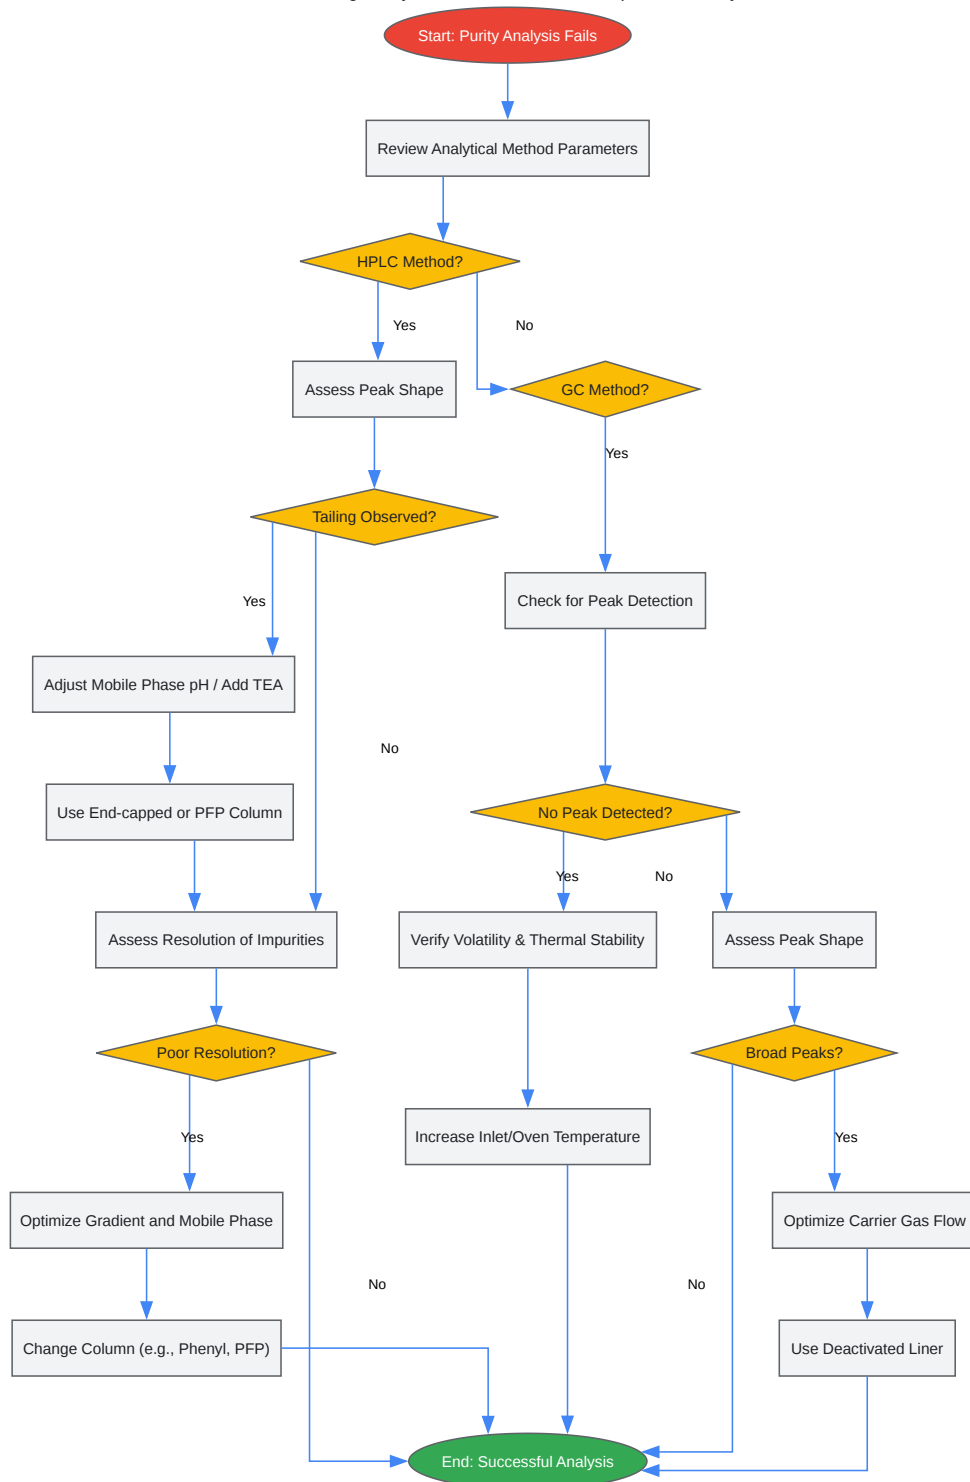 Start: Purity Analysis Fails
Review Analytical Method Parameters
HPLC Method?
Yes
No
Assess Peak Shape
GC Method?
Yes
Tailing Observed?
Yes
Check for Peak Detection
Adjust Mobile Phase pH / Add TEA
No
Use End-capped or PFP Column
No Peak Detected?
Yes
No
Assess Resolution of Impurities
Verify Volatility & Thermal Stability
Assess Peak Shape
Poor Resolution?
Broad Peaks?
Yes
Increase Inlet/Oven Temperature
Yes
Optimize Gradient and Mobile Phase
Optimize Carrier Gas Flow
No
No
Change Column (e.g., Phenyl, PFP)
Use Deactivated Liner
End: Successful Analysis